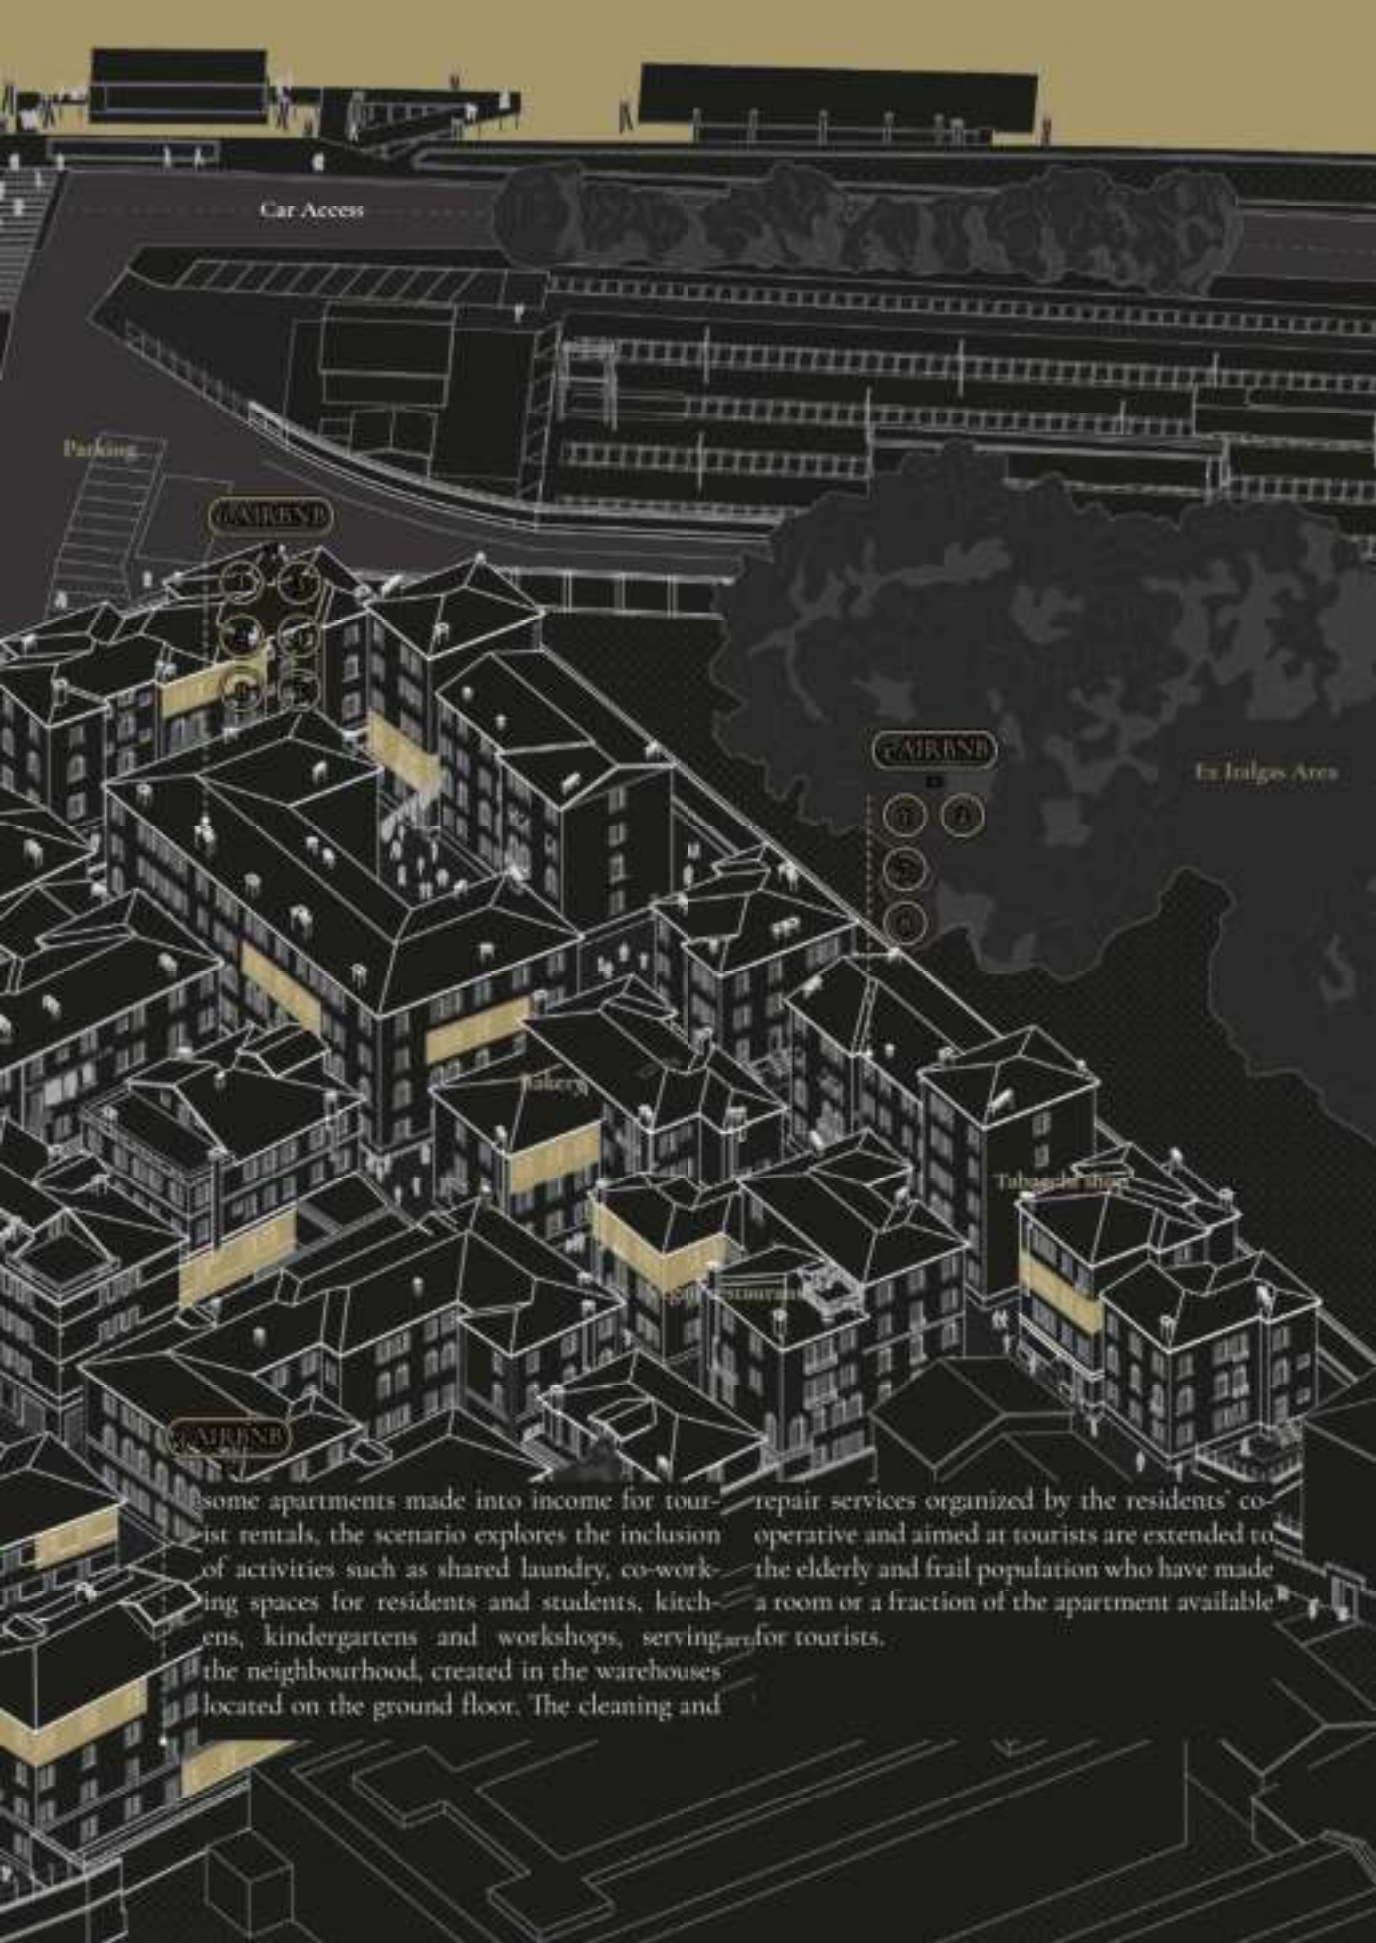 Car Access
Parking
AIRBNB
AIRBNB
Ex Italgas Area
Bakery
Tabacchi shop
restaurant
AIRBNB
some apartments made into income for tour-
ist rentals, the scenario explores the inclusion
of activities such as shared laundry, co-work-
ing spaces for residents and students, kitch-
ens, kindergartens and workshops, serving
the neighbourhood, created in the warehouses
located on the ground floor. The cleaning and
repair services organized by the residents' co-
operative and aimed at tourists are extended to
the elderly and frail population who have made
a room or a fraction of the apartment available
for tourists.